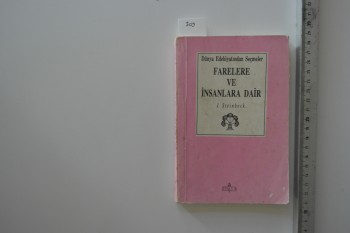 Dünya Edebiyatından Seçmeler
FARELERE
VE
İNSANLARA DAİR
J. Steinbeck